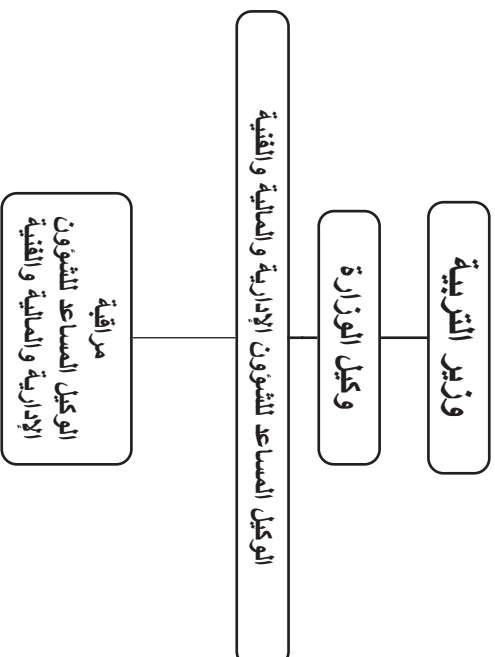 وزير التربية
وكيل الوزارة
الوكيل المساعد للشؤون الإدارية والمالية والفنية
مراقبة
الوكيل المساعد للشؤون
الإدارية والمالية والفنية